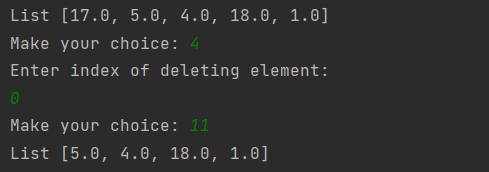 List [17.0, 5.0, 4.0, 18.0, 1.0]
Make your choice: 4
Enter index of deleting element:
0
Make your choice: 11
List [5.0, 4.0, 18.0, 1.0]